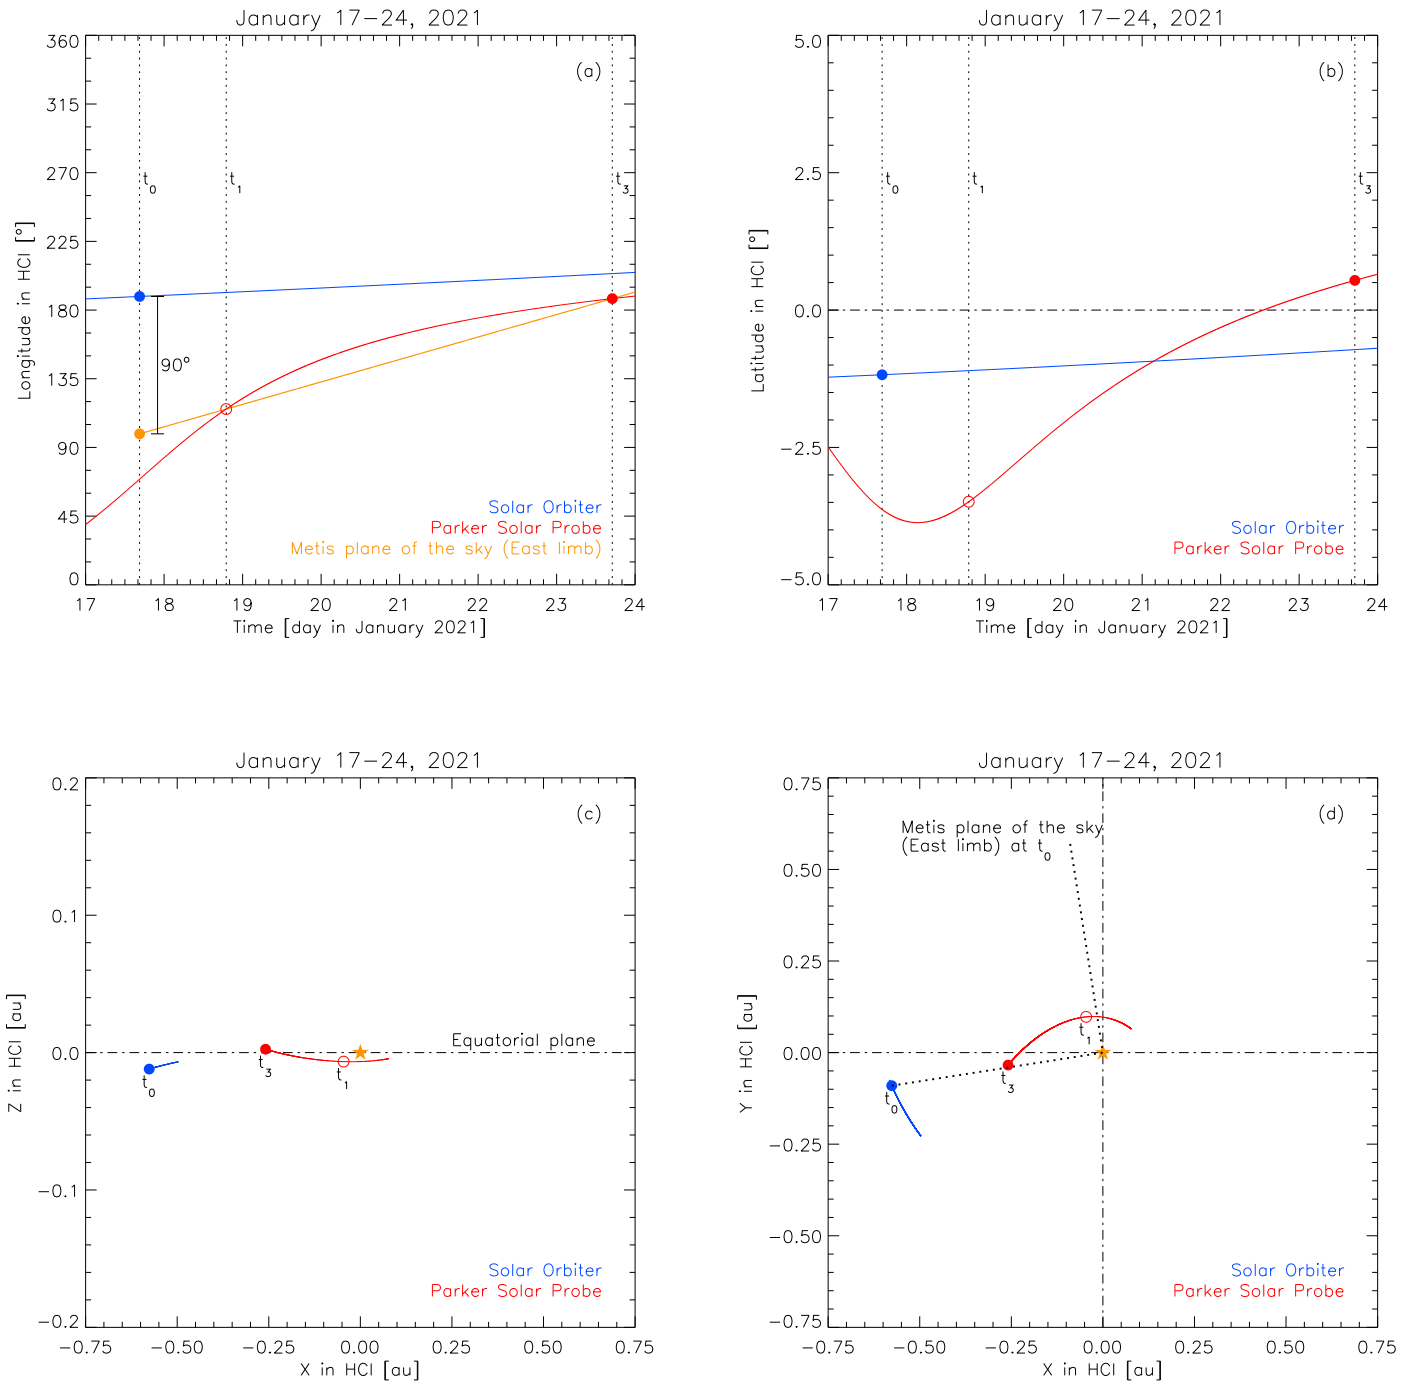 January 17−24, 2021
(a)
360
315
270
225
180
135
90
45
0
Longitude in HCI [°]
t0
t1
t3
90°
Solar Orbiter
Parker Solar Probe
Metis plane of the sky (East limb)
17 18 19 20 21 22 23 24
Time [day in January 2021]
January 17−24, 2021
(b)
5.0
2.5
0.0
−2.5
−5.0
Latitude in HCI [°]
t0
t1
t3
Solar Orbiter
Parker Solar Probe
17 18 19 20 21 22 23 24
Time [day in January 2021]
January 17−24, 2021
(c)
0.2
0.1
0.0
−0.1
−0.2
Z in HCI [au]
Equatorial plane
t0
t3
t1
Solar Orbiter
Parker Solar Probe
−0.75 −0.50 −0.25 0.00 0.25 0.50 0.75
X in HCI [au]
January 17−24, 2021
(d)
0.75
0.50
0.25
0.00
−0.25
−0.50
−0.75
Y in HCI [au]
Metis plane of the sky
(East limb) at t0
t1
t3
t0
Solar Orbiter
Parker Solar Probe
−0.75 −0.50 −0.25 0.00 0.25 0.50 0.75
X in HCI [au]